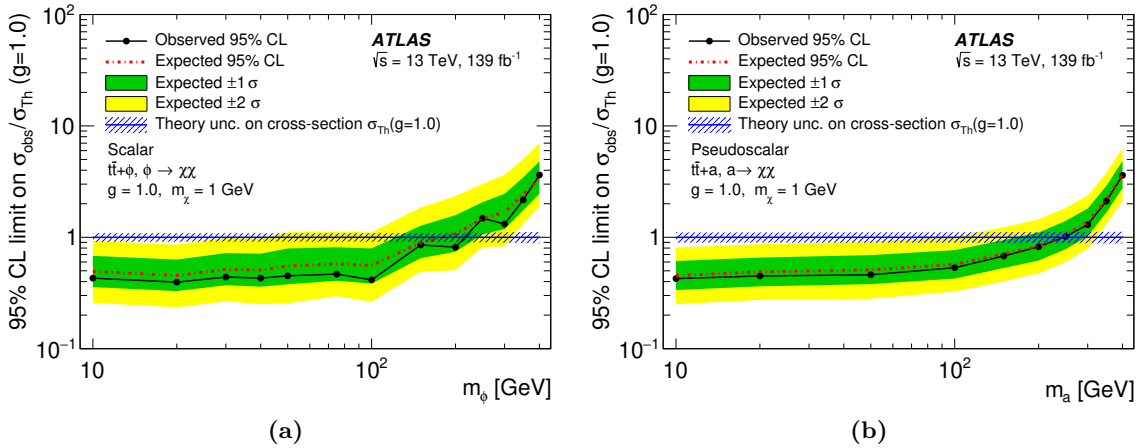 95% CL limit on σobs/σTh (g=1.0)
10²
10
1
10⁻¹
Observed 95% CL
Expected 95% CL
Expected ±1 σ
Expected ±2 σ
Theory unc. on cross-section σTh(g=1.0)
ATLAS
√s = 13 TeV, 139 fb⁻¹
Scalar
tt̄+ϕ, ϕ → χχ
g = 1.0, mχ = 1 GeV
10
10²
mϕ [GeV]
(a)
95% CL limit on σobs/σTh (g=1.0)
10²
10
1
10⁻¹
Observed 95% CL
Expected 95% CL
Expected ±1 σ
Expected ±2 σ
Theory unc. on cross-section σTh(g=1.0)
ATLAS
√s = 13 TeV, 139 fb⁻¹
Pseudoscalar
tt̄+a, a→ χχ
g = 1.0, mχ = 1 GeV
10
10²
ma [GeV]
(b)